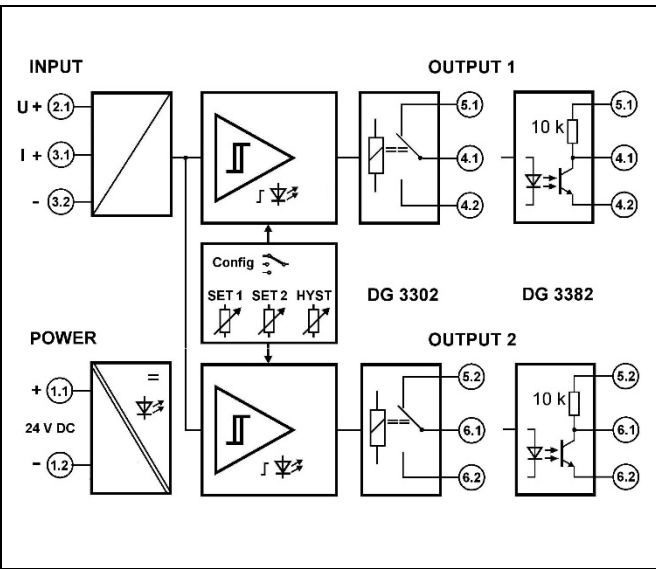 INPUT
OUTPUT 1
U +
2.1
I +
3.1
-
3.2
5.1
4.1
4.2
10 k
5.1
4.1
4.2
Config
SET 1 SET 2 HYST
DG 3302
DG 3382
POWER
OUTPUT 2
+
1.1
24 V DC
-
1.2
=
5.2
6.1
6.2
10 k
5.2
6.1
6.2